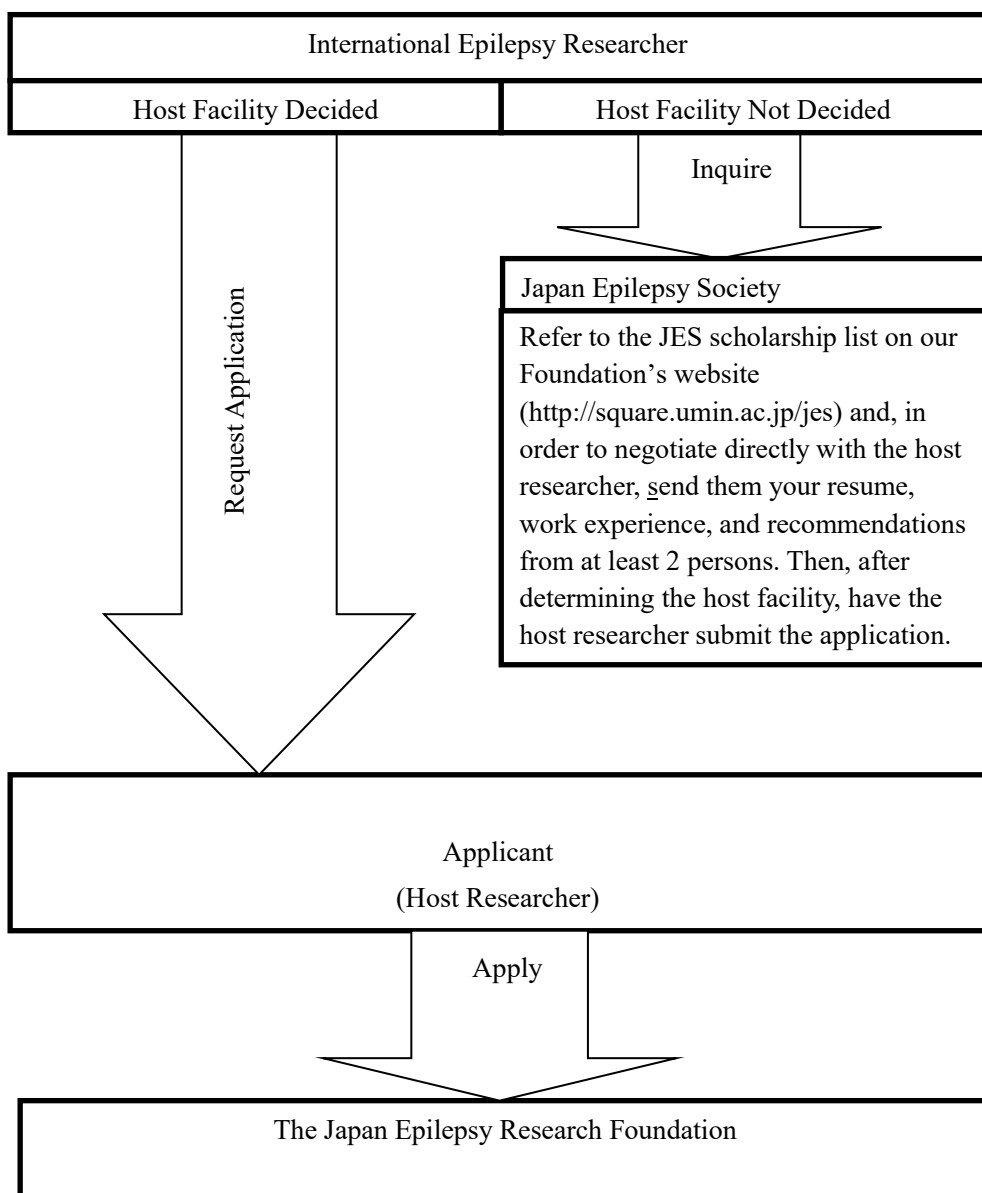 International Epilepsy Researcher
Host Facility Decided
Host Facility Not Decided
Inquire
Request Application
Japan Epilepsy Society
Refer to the JES scholarship list on our
Foundation's website
(http://square.umin.ac.jp/jes) and, in
order to negotiate directly with the host
researcher, send them your resume,
work experience, and recommendations
from at least 2 persons. Then, after
determining the host facility, have the
host researcher submit the application.
Applicant
(Host Researcher)
Apply
The Japan Epilepsy Research Foundation